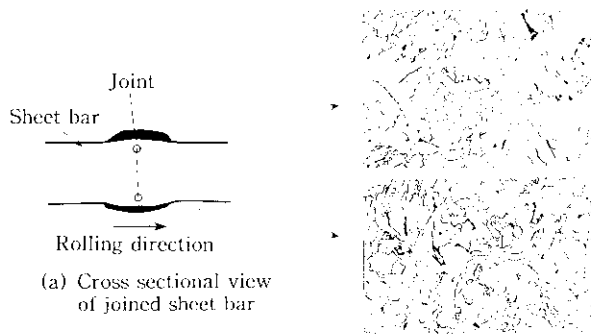 Joint
Sheet bar
Rolling direction
(a) Cross sectional view
of joined sheet bar